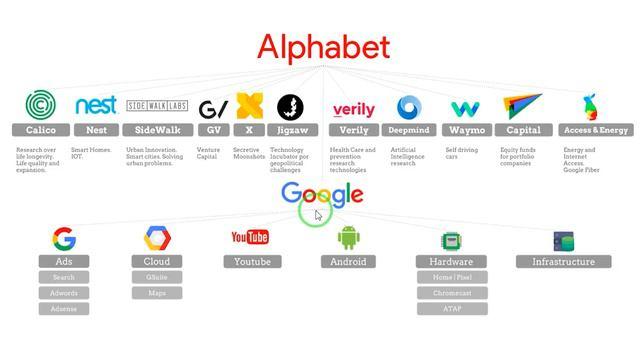 Alphabet
nest
SIDE WALK LABS
G/
verily
Calico
Nest
SideWalk
GV
X
Jigsaw
Verily
Deepmind
Waymo
Capital
Access & Energy
Research over
life longevity.
Life quality and
expansion.
Smart Homes.
IOT.
Urban Innovation.
Smart cities. Solving
urban problems.
Venture
Capital
Secretive
Moonshots
Technology
Incubator for
geopolitical
challenges
Health Care and
prevention
research
technologies
Artificial
Intelligence
research
Self driving
cars
Equity funds
for portfolio
companies
Energy and
Internet
Access.
Google Fiber
Google
YouTube
Ads
Cloud
Youtube
Android
Hardware
Infrastructure
Search
GSuite
Home | Pixel
Adwords
Maps
Chromecast
Adsense
ATAP